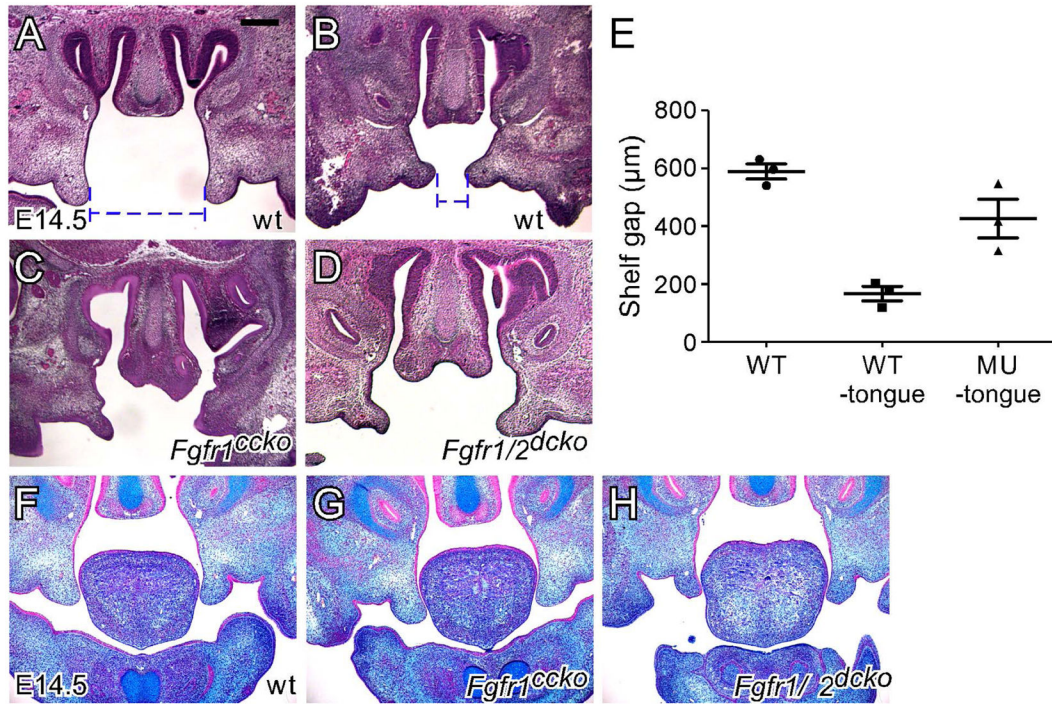 A
E14.5
wt
B
wt
C
Fgfr1ccko
D
Fgfr1/2dcko
E
Shelf gap (µm)
800
600
400
200
0
WT
WT
-tongue
MU
-tongue
F
E14.5
wt
G
Fgfr1ccko
H
Fgfr1/ 2dcko